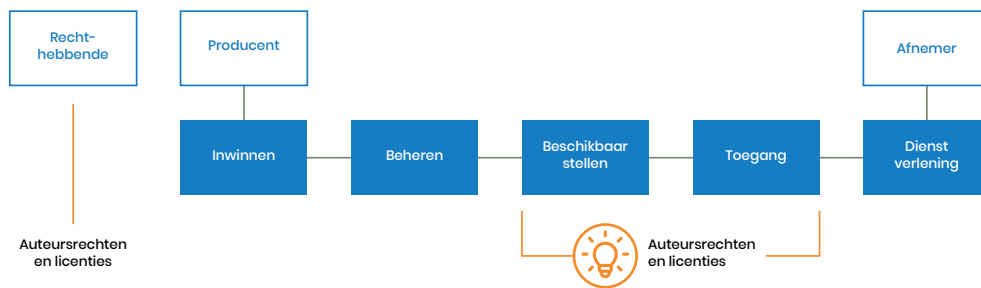 Recht-
hebbende
Producent
Afnemer
Inwinnen
Beheren
Beschikbaar
stellen
Toegang
Dienst
verlening
Auteursrechten
en licenties
Auteursrechten
en licenties